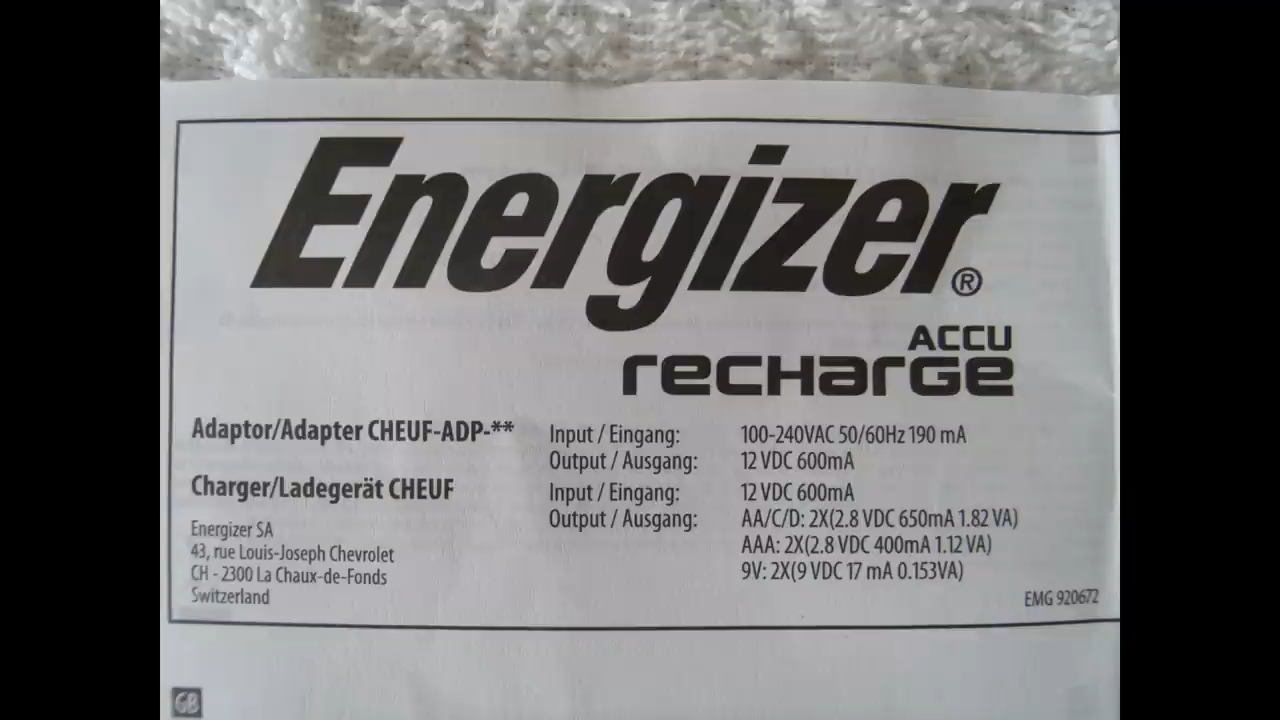 Energizer®
ACCU
recharge
Adaptor/Adapter CHEUF-ADP-** Input / Eingang: 100-240VAC 50/60Hz 190 mA
Output / Ausgang: 12 VDC 600mA
Charger/Ladegerät CHEUF Input / Eingang: 12 VDC 600mA
Output / Ausgang: AA/C/D: 2X(2.8 VDC 650mA 1.82 VA)
AAA: 2X(2.8 VDC 400mA 1.12 VA)
9V: 2X(9 VDC 17 mA 0.153VA)
Energizer SA
43, rue Louis-Joseph Chevrolet
CH - 2300 La Chaux-de-Fonds
Switzerland
EMG 920672
GB